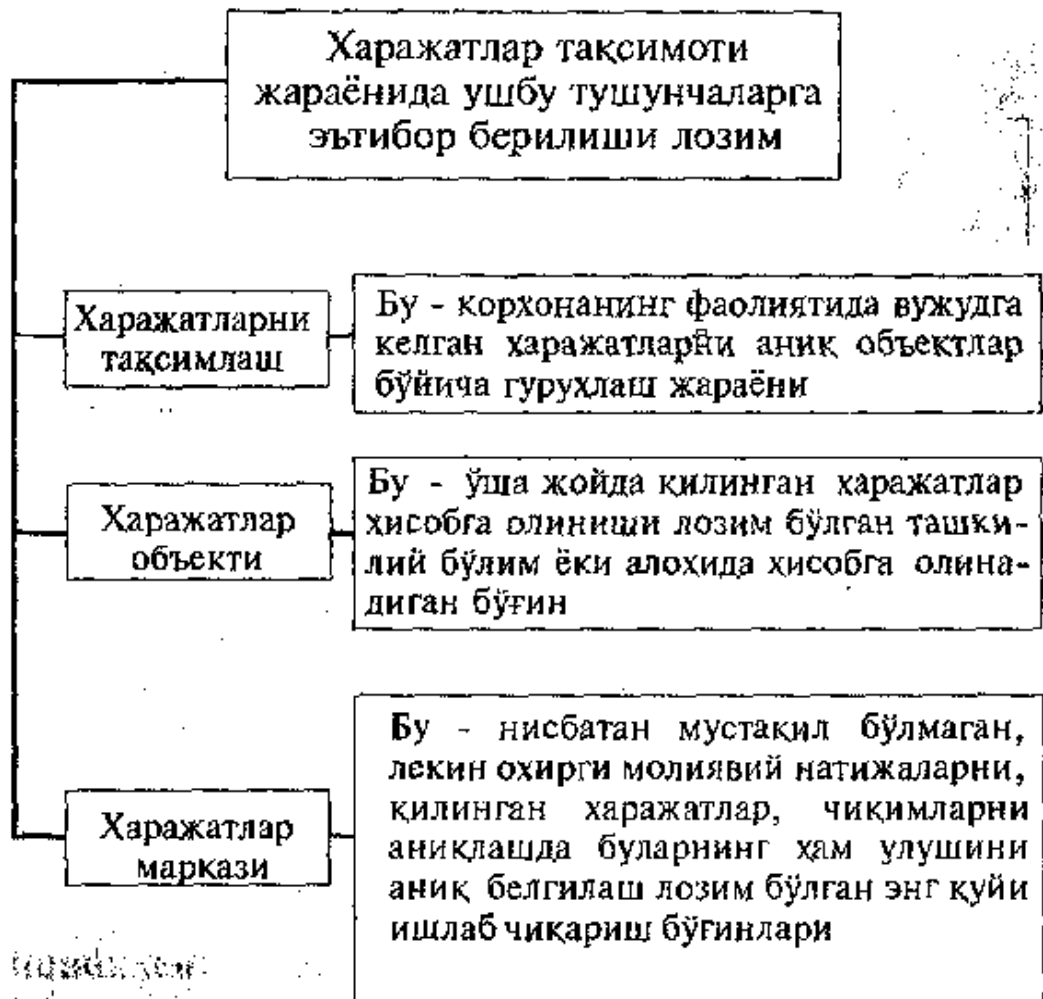 Харажатлар тақсимоти
жараёнида ушбу тушунчаларга
эътибор берилиши лозим
Харажатларни
тақсимлаш
Бу - корхонанинг фаолиятида вужудга
келган харажатларни аниқ объектлар
бўйича гуруҳлаш жараёни
Харажатлар
объекти
Бу - ўша жойда қилинган харажатлар
ҳисобга олиниши лозим бўлган ташки-
лий бўлим ёки алоҳида ҳисобга олина-
диган бўғин
Харажатлар
маркази
Бу - нисбатан мустақил бўлмаган,
лекин охирги молиявий натижаларни,
қилинган харажатлар, чиқимларни
аниқлашда буларнинг ҳам улушини
аниқ белгилаш лозим бўлган энг қуйи
ишлаб чиқариш бўғинлари